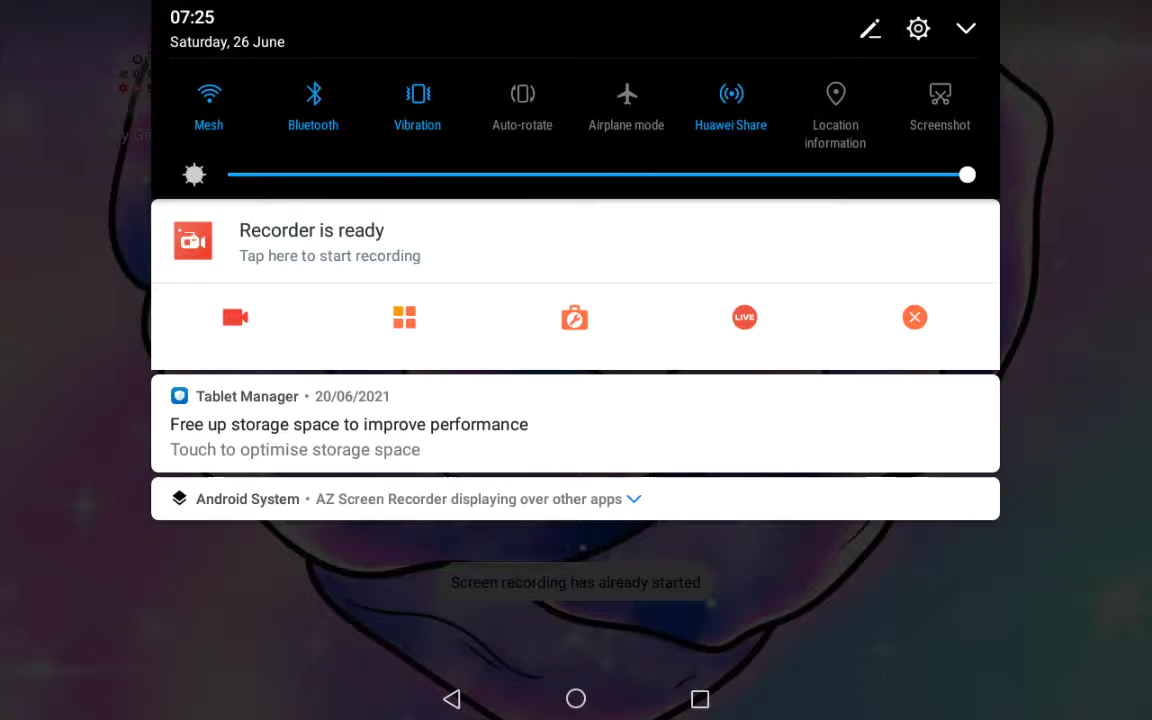 07:25
Saturday, 26 June
Mesh
Bluetooth
Vibration
Auto-rotate
Airplane mode
Huawei Share
Location
information
Screenshot
Recorder is ready
Tap here to start recording
LIVE
Tablet Manager • 20/06/2021
Free up storage space to improve performance
Touch to optimise storage space
Android System • AZ Screen Recorder displaying over other apps
Screen recording has already started